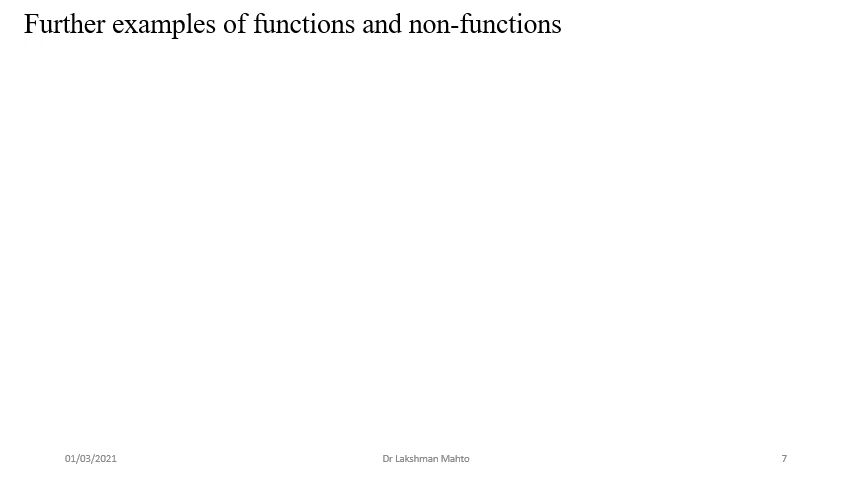 Further examples of functions and non-functions
01/03/2021
Dr Lakshman Mahto
7